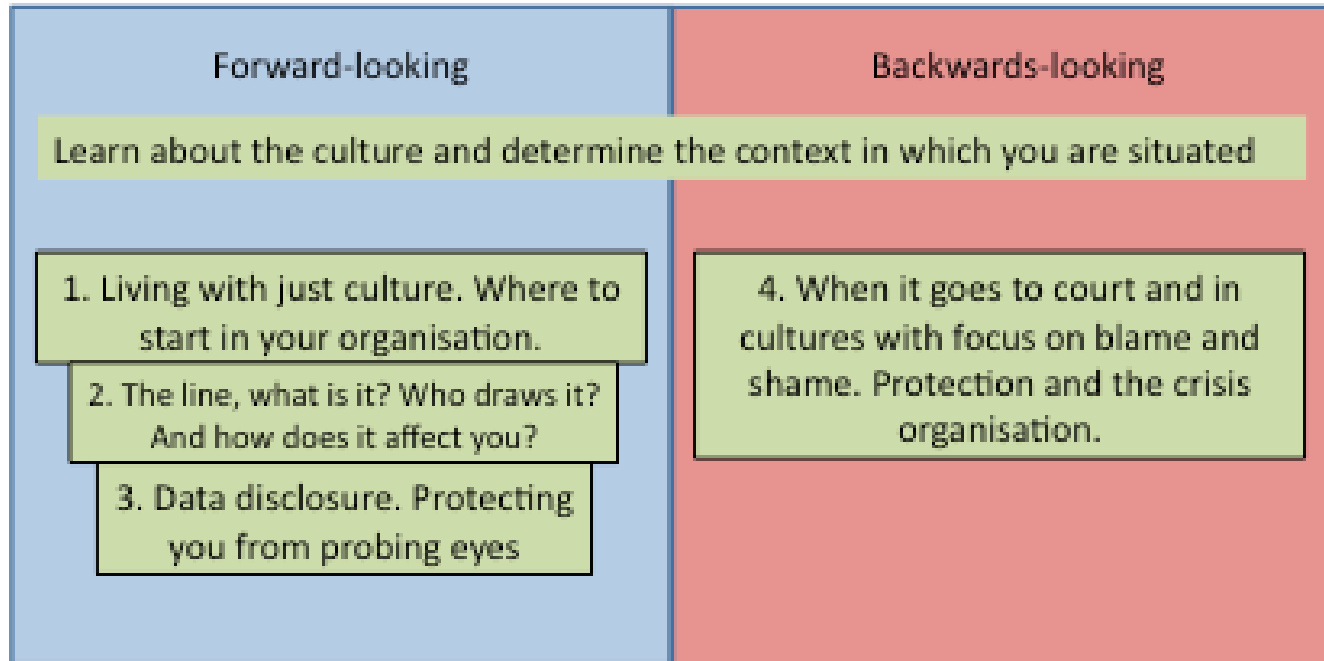 Forward-looking
Backwards-looking
Learn about the culture and determine the context in which you are situated
1. Living with just culture. Where to
start in your organisation.
2. The line, what is it? Who draws it?
And how does it affect you?
3. Data disclosure. Protecting
you from probing eyes
4. When it goes to court and in
cultures with focus on blame and
shame. Protection and the crisis
organisation.